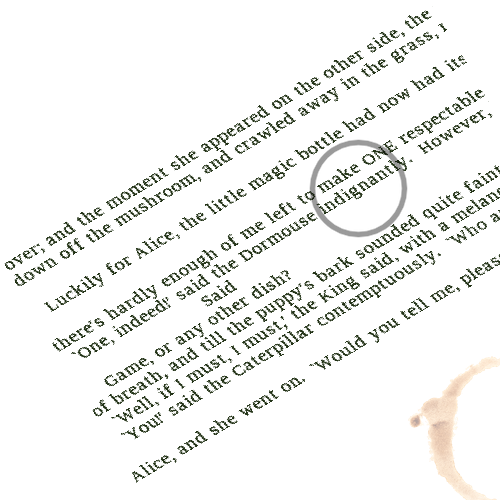 over; and the moment she appeared on the other side, the
down off the mushroom, and crawled away in the grass,
Luckily for Alice, the little magic bottle had now had its
there's hardly enough of me left to make ONE respectable
`One, indeed!' said the Dormouse indignantly. However,
Said
Game, or any other dish?
of breath, and till the puppy's bark sounded quite faint
`Well, if I must, I must,' the King said, with a
`You!' said the Caterpillar contemptuously. `Who
Alice, and she went on. `Would you tell me,